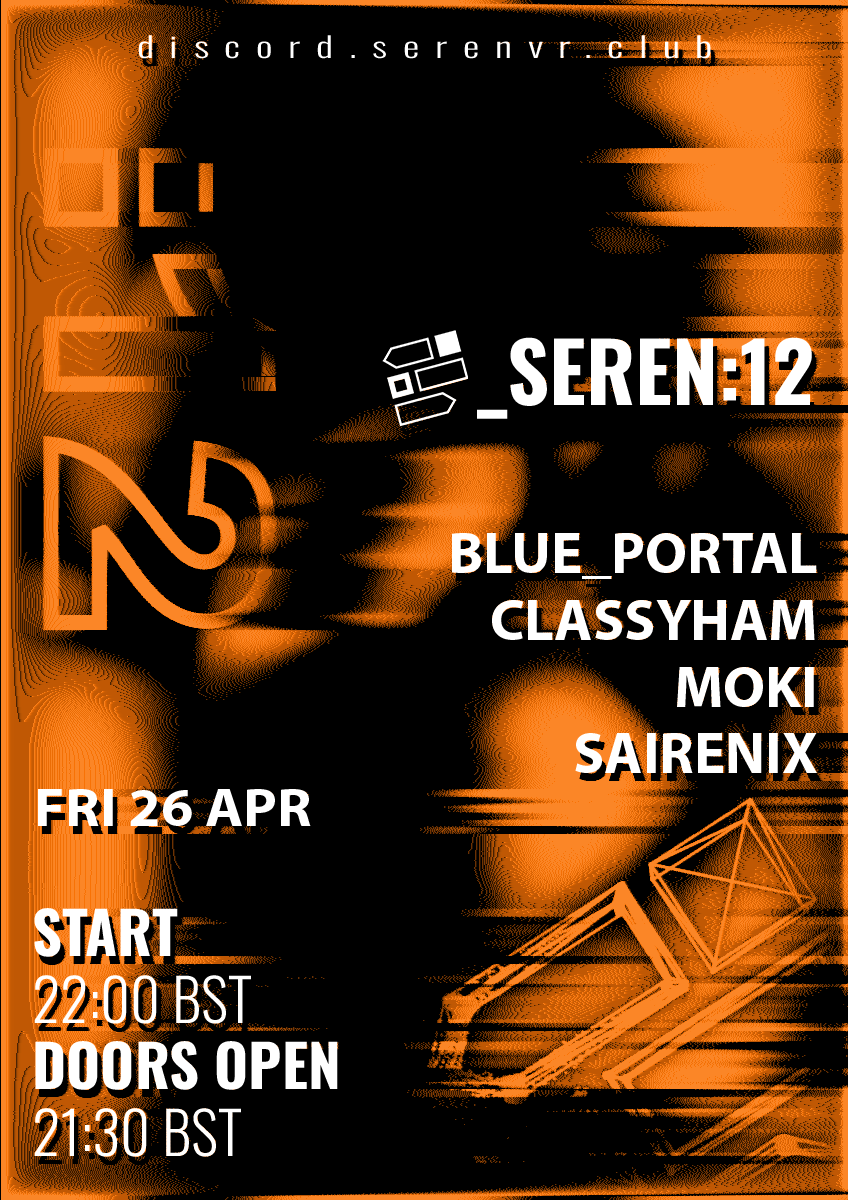 discord.serenvr.club
_SEREN:12
BLUE_PORTAL
CLASSYHAM
MOKI
SAIRENIX
FRI 26 APR
START
22:00 BST
DOORS OPEN
21:30 BST